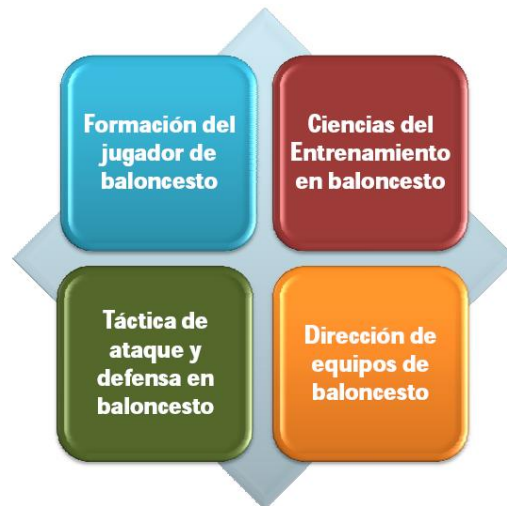 Formación del
jugador de
baloncesto
Ciencias del
Entrenamiento
en baloncesto
Táctica de
ataque y
defensa en
baloncesto
Dirección de
equipos de
baloncesto